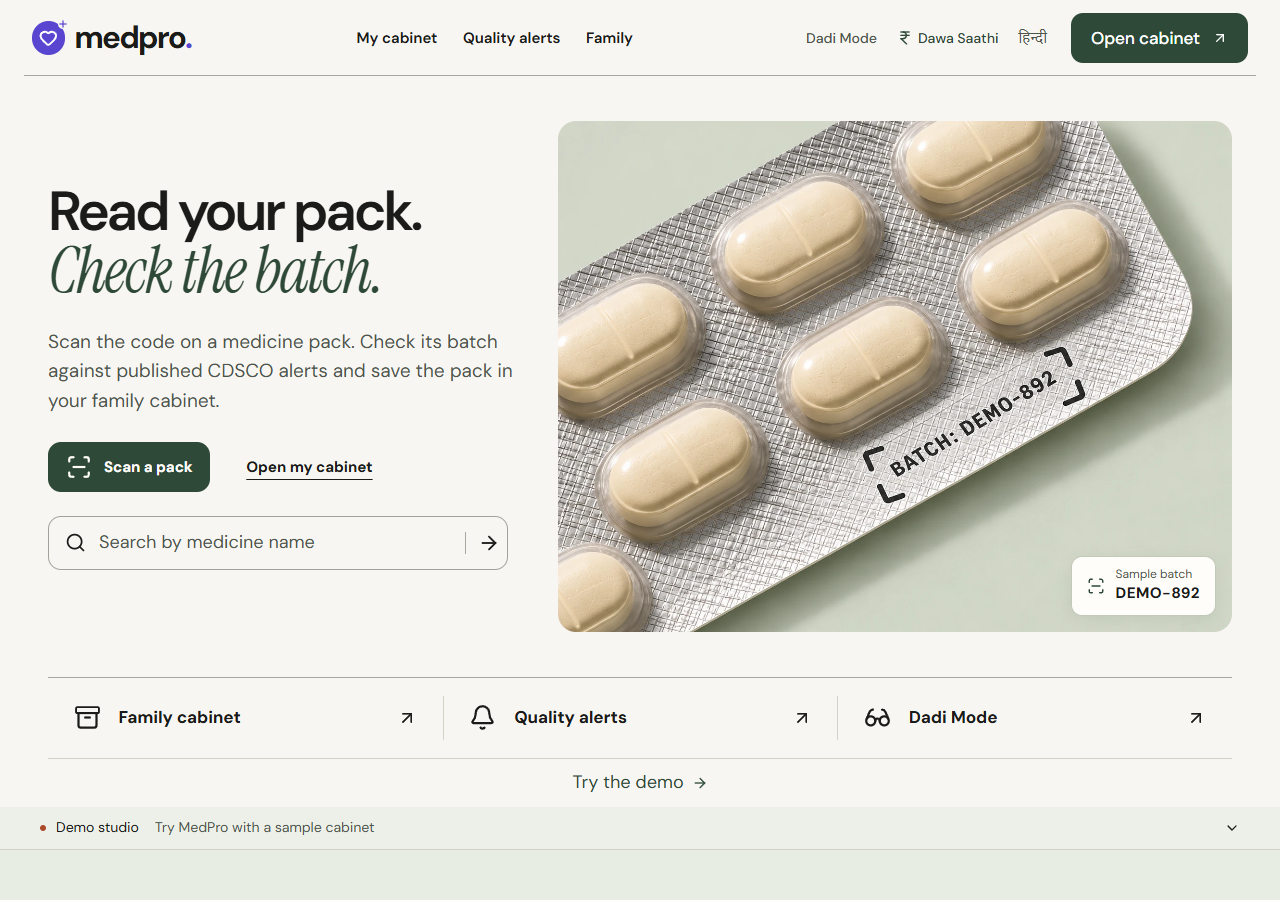 medpro.
My cabinet
Quality alerts
Family
Dadi Mode
₹ Dawa Saathi
हिन्दी
Open cabinet
Read your pack.
Check the batch.
Scan the code on a medicine pack. Check its batch
against published CDSCO alerts and save the pack in
your family cabinet.
Scan a pack
Open my cabinet
Search by medicine name
BATCH: DEMO-892
Sample batch
DEMO-892
Family cabinet
Quality alerts
Dadi Mode
Try the demo
Demo studio
Try MedPro with a sample cabinet